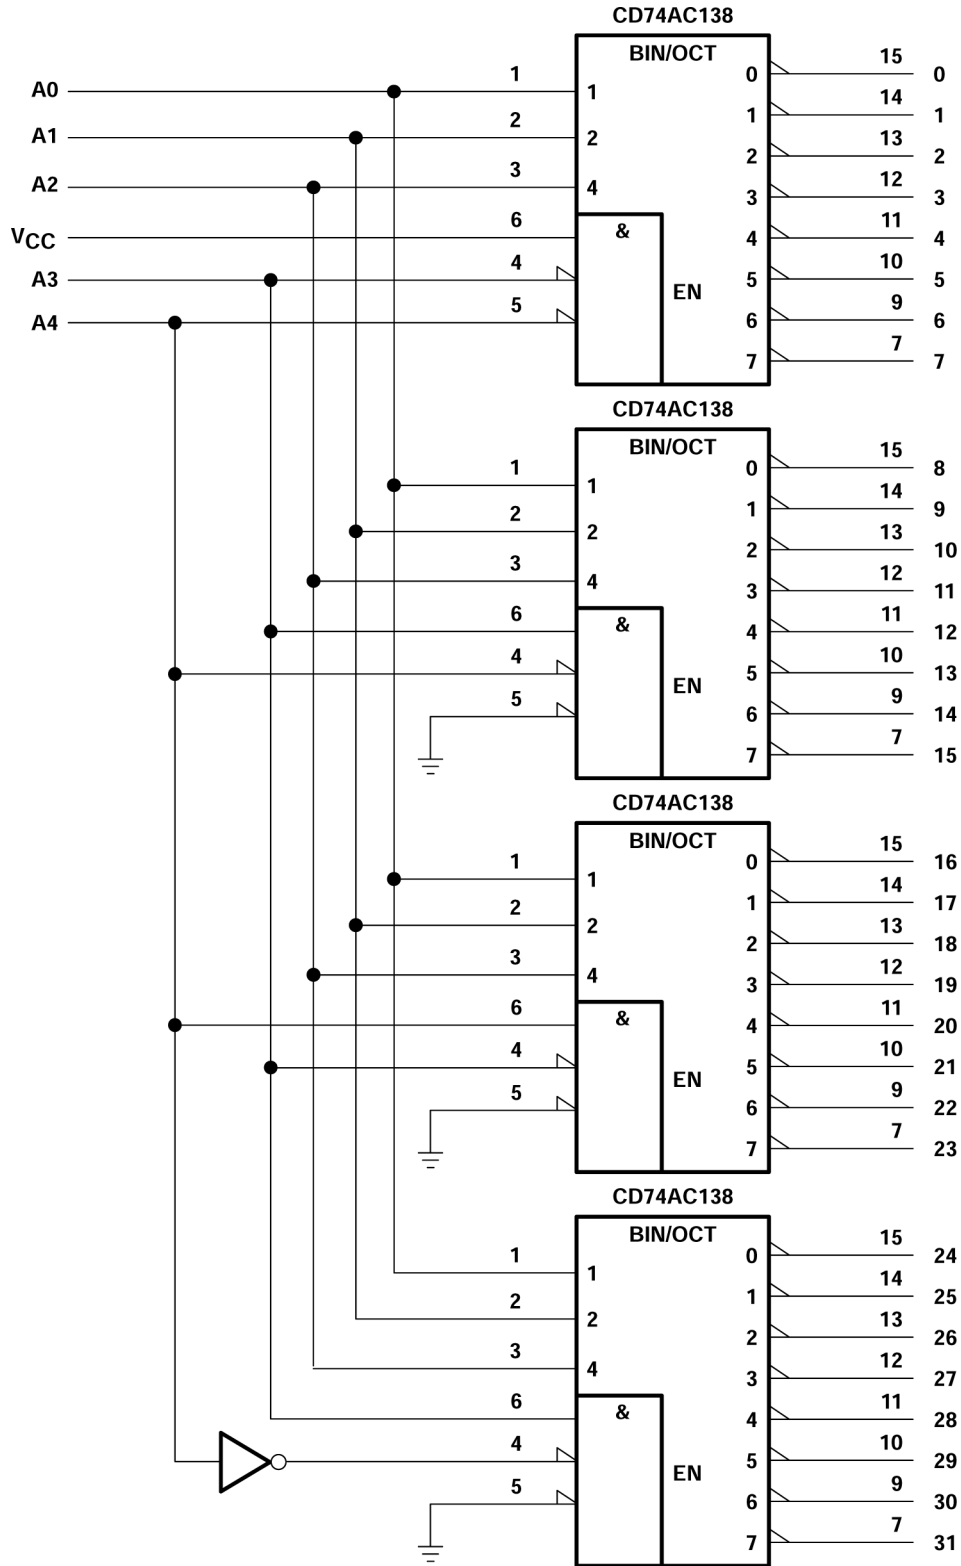 CD74AC138
BIN/OCT
A0 1 1 0 15 0
A1 2 2 1 14 1
A2 3 4 2 13 2
VCC 6 & 3 12 3
A3 4 4 11 4
A4 5 EN 5 10 5
6 9 6
7 7 7
CD74AC138
BIN/OCT
1 1 0 15 8
2 2 1 14 9
3 4 2 13 10
6 & 3 12 11
4 4 11 12
5 EN 5 10 13
6 9 14
7 7 15
CD74AC138
BIN/OCT
1 1 0 15 16
2 2 1 14 17
3 4 2 13 18
6 & 3 12 19
4 4 11 20
5 EN 5 10 21
6 9 22
7 7 23
CD74AC138
BIN/OCT
1 1 0 15 24
2 2 1 14 25
3 4 2 13 26
6 & 3 12 27
4 4 11 28
5 EN 5 10 29
6 9 30
7 7 31